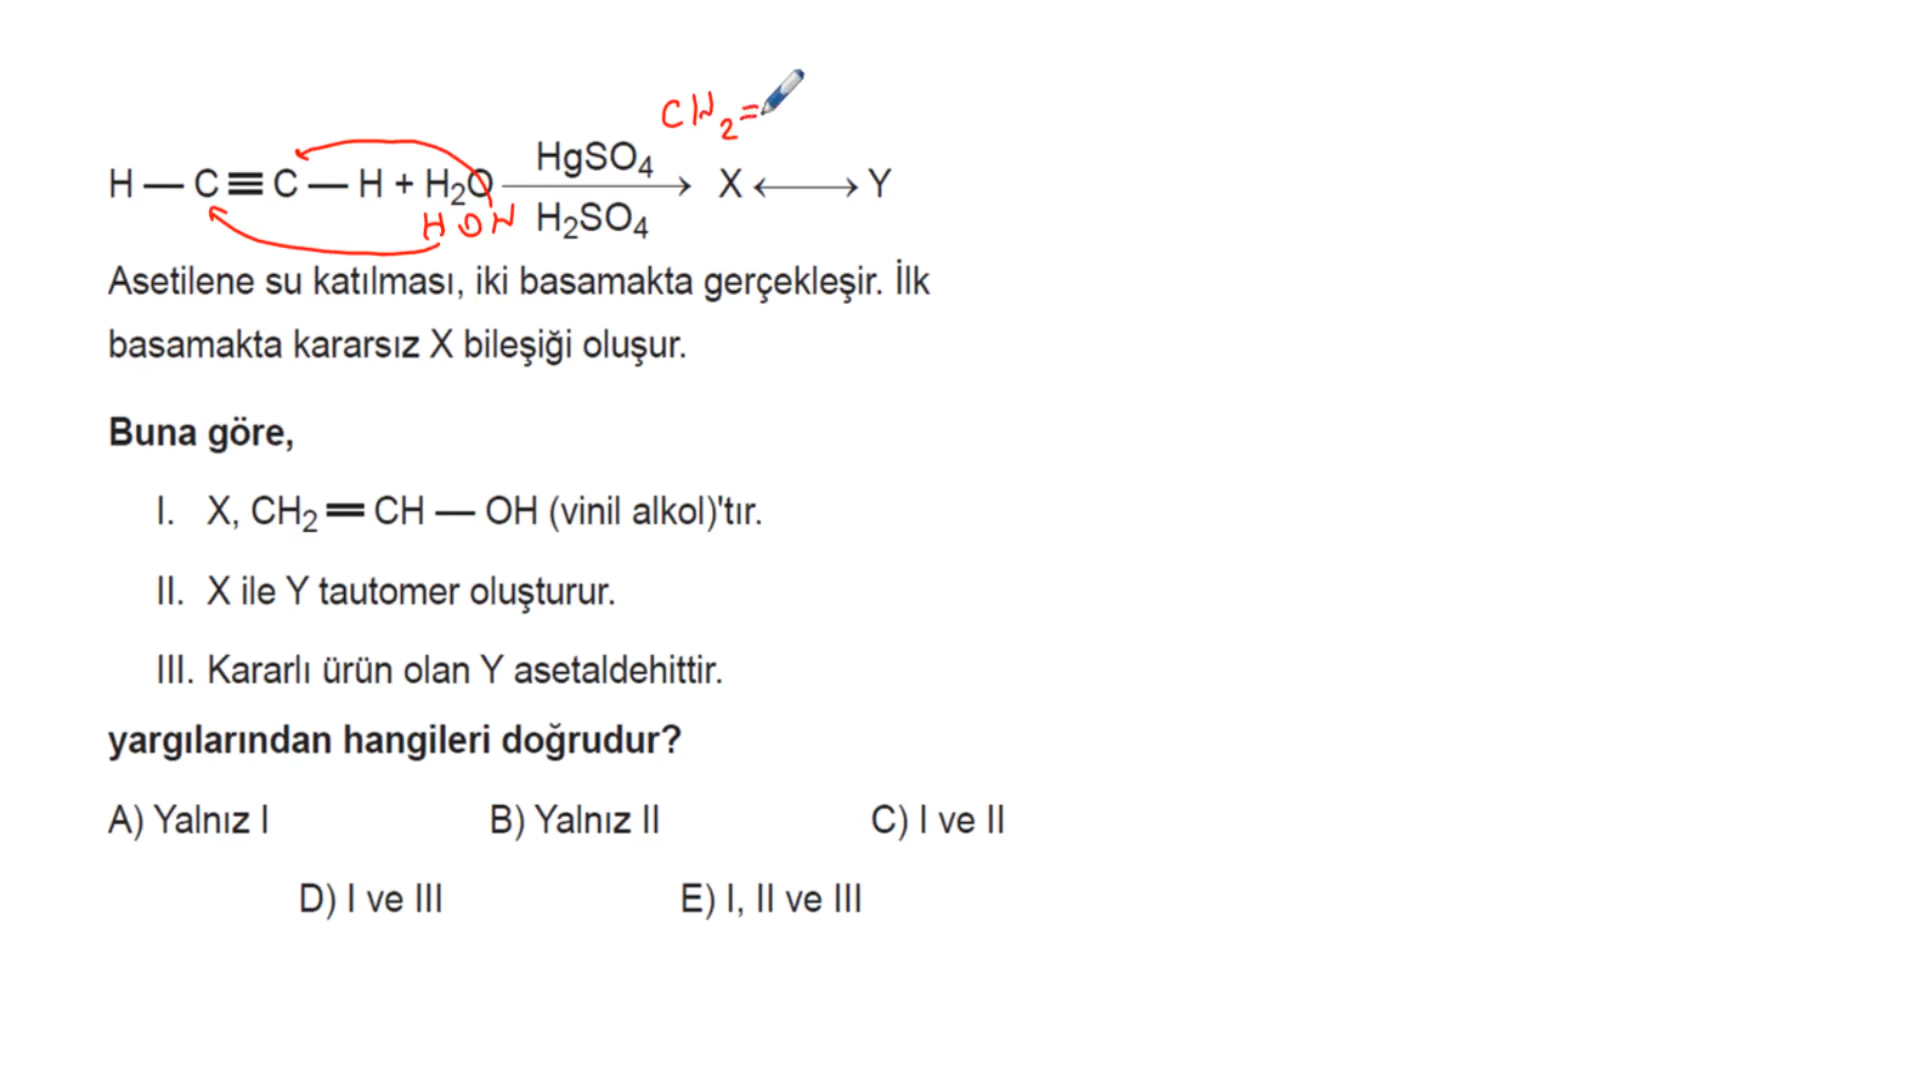 CH2=
HgSO4
H — C ≡ C — H + H2O ⟶ X ⟷ Y
HOH H2SO4
Asetilene su katılması, iki basamakta gerçekleşir. İlk
basamakta kararsız X bileşiği oluşur.
Buna göre,
I. X, CH2 = CH — OH (vinil alkol)'tır.
II. X ile Y tautomer oluşturur.
III. Kararlı ürün olan Y asetaldehittir.
yargılarından hangileri doğrudur?
A) Yalnız I B) Yalnız II C) I ve II
D) I ve III E) I, II ve III